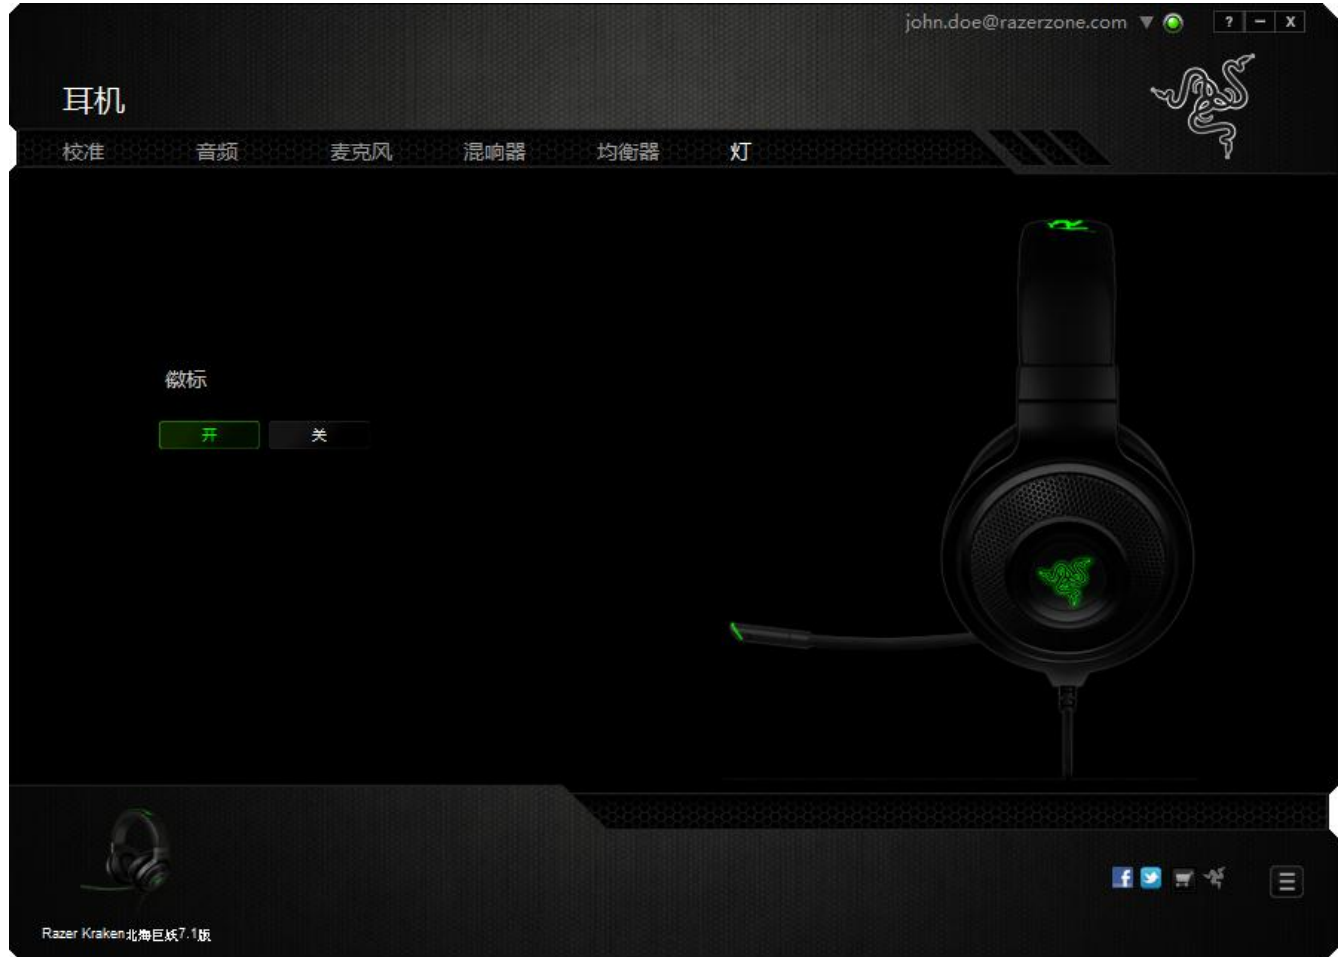 john.doe@razerzone.com ▼ ? – X
耳机
校准 音频 麦克风 混响器 均衡器 灯
徽标
开 关
Razer Kraken北海巨妖7.1版